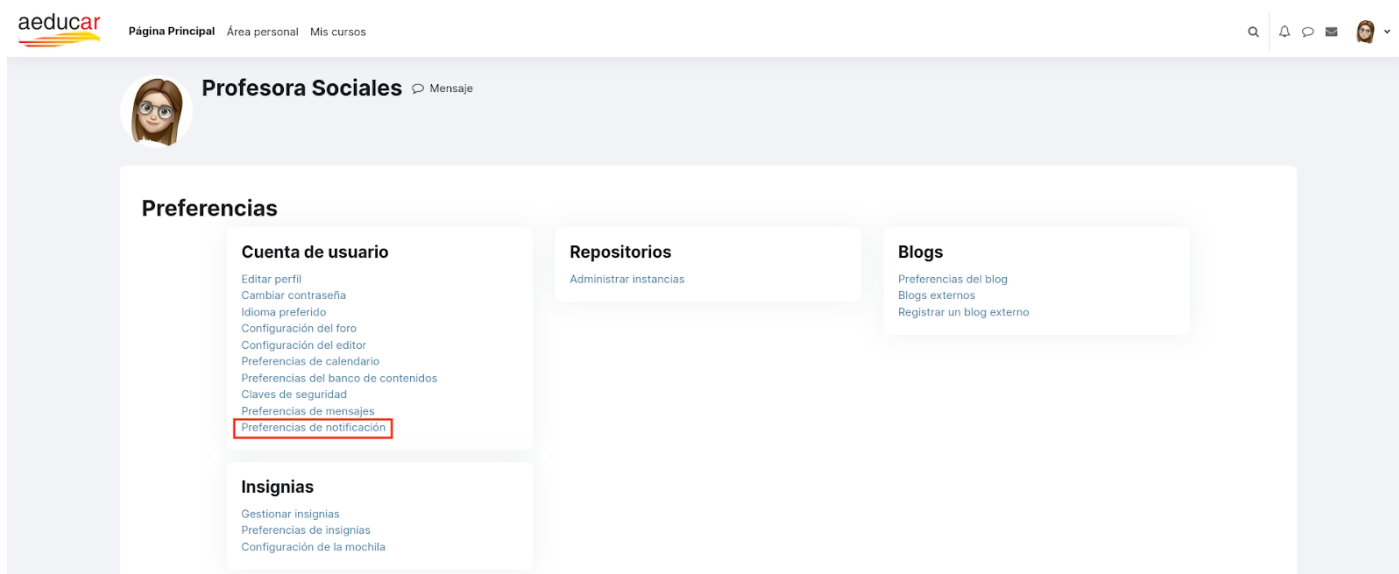 aeducar
Página Principal Área personal Mis cursos
Profesora Sociales Mensaje
Preferencias
Cuenta de usuario
Editar perfil
Cambiar contraseña
Idioma preferido
Configuración del foro
Configuración del editor
Preferencias de calendario
Preferencias del banco de contenidos
Claves de seguridad
Preferencias de mensajes
Preferencias de notificación
Insignias
Gestionar insignias
Preferencias de insignias
Configuración de la mochila
Repositorios
Administrar instancias
Blogs
Preferencias del blog
Blogs externos
Registrar un blog externo